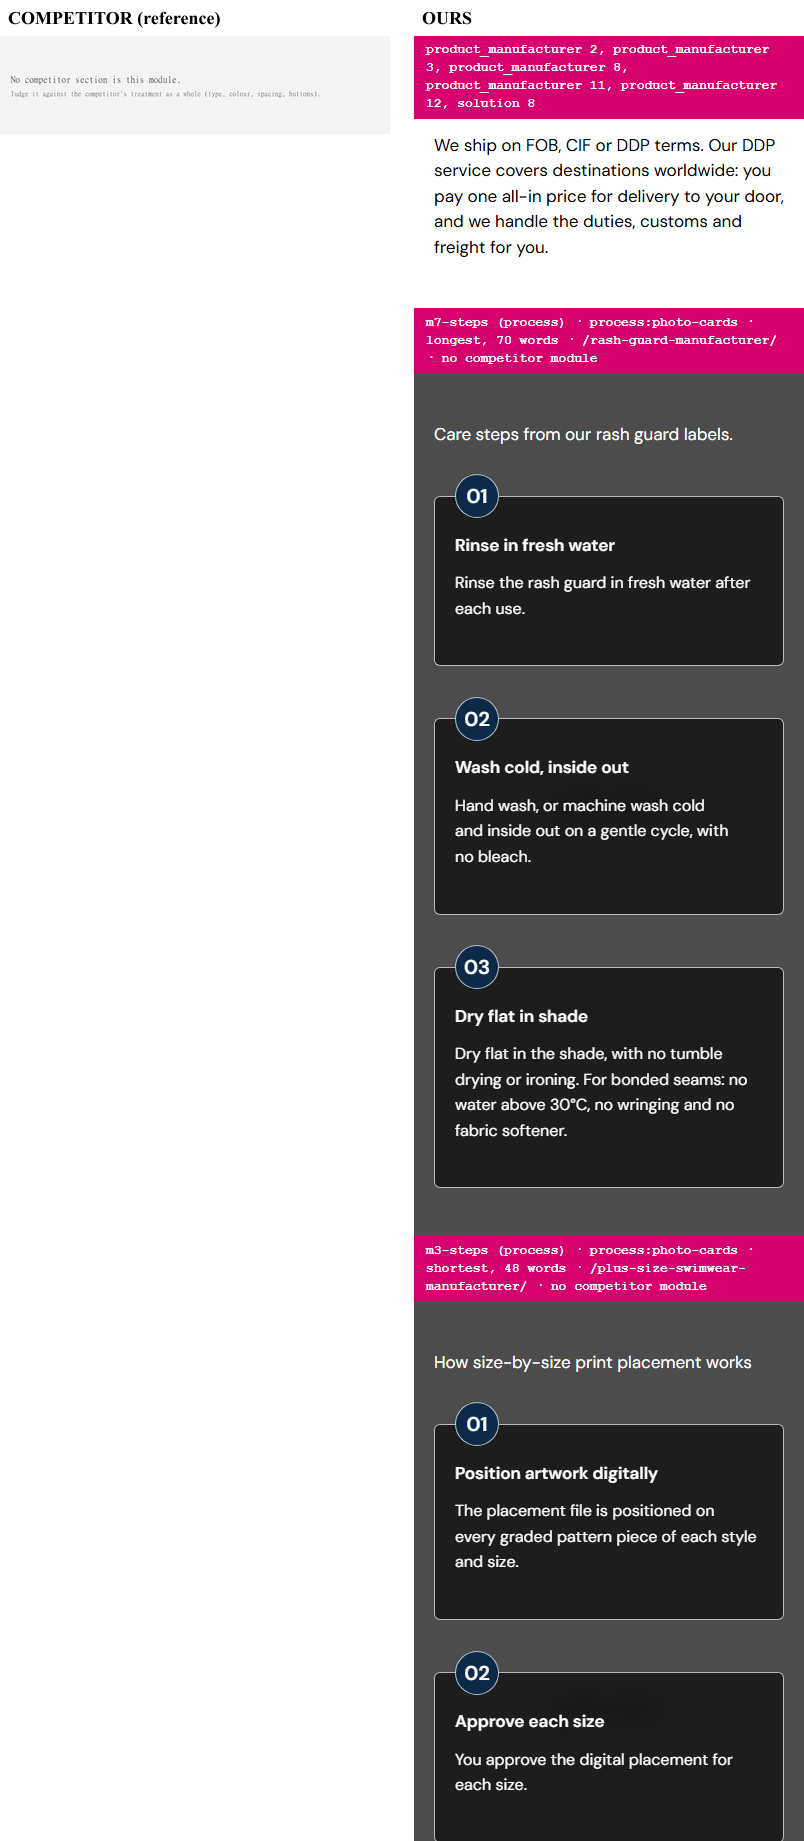 COMPETITOR (reference)
No competitor section is this module.
Judge it against the competitor's treatment as a whole (type, colour, spacing, buttons).
OURS
product_manufacturer 2, product_manufacturer
3, product_manufacturer 8,
product_manufacturer 11, product_manufacturer
12, solution 8
We ship on FOB, CIF or DDP terms. Our DDP
service covers destinations worldwide: you
pay one all-in price for delivery to your door,
and we handle the duties, customs and
freight for you.
m7-steps (process) · process:photo-cards ·
longest, 70 words · /rash-guard-manufacturer/
· no competitor module
Care steps from our rash guard labels.
01
Rinse in fresh water
Rinse the rash guard in fresh water after
each use.
02
Wash cold, inside out
Hand wash, or machine wash cold
and inside out on a gentle cycle, with
no bleach.
03
Dry flat in shade
Dry flat in the shade, with no tumble
drying or ironing. For bonded seams: no
water above 30°C, no wringing and no
fabric softener.
m3-steps (process) · process:photo-cards ·
shortest, 48 words · /plus-size-swimwear-
manufacturer/ · no competitor module
How size-by-size print placement works
01
Position artwork digitally
The placement file is positioned on
every graded pattern piece of each style
and size.
02
Approve each size
You approve the digital placement for
each size.